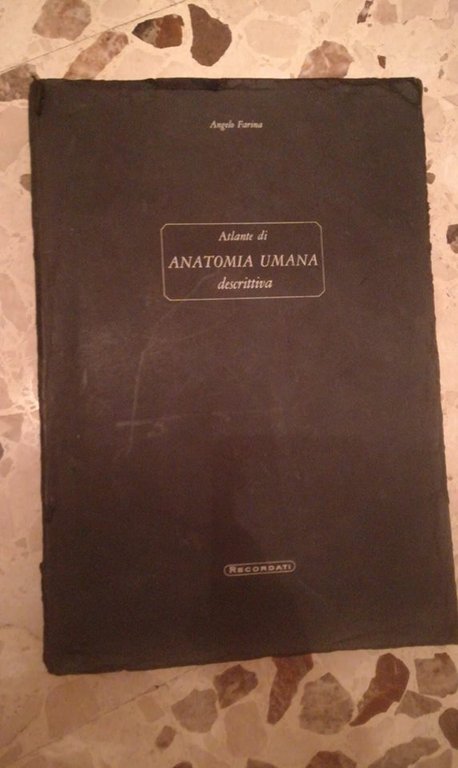 Angelo Farina
Atlante di
ANATOMIA UMANA
descrittiva
RECORDATI